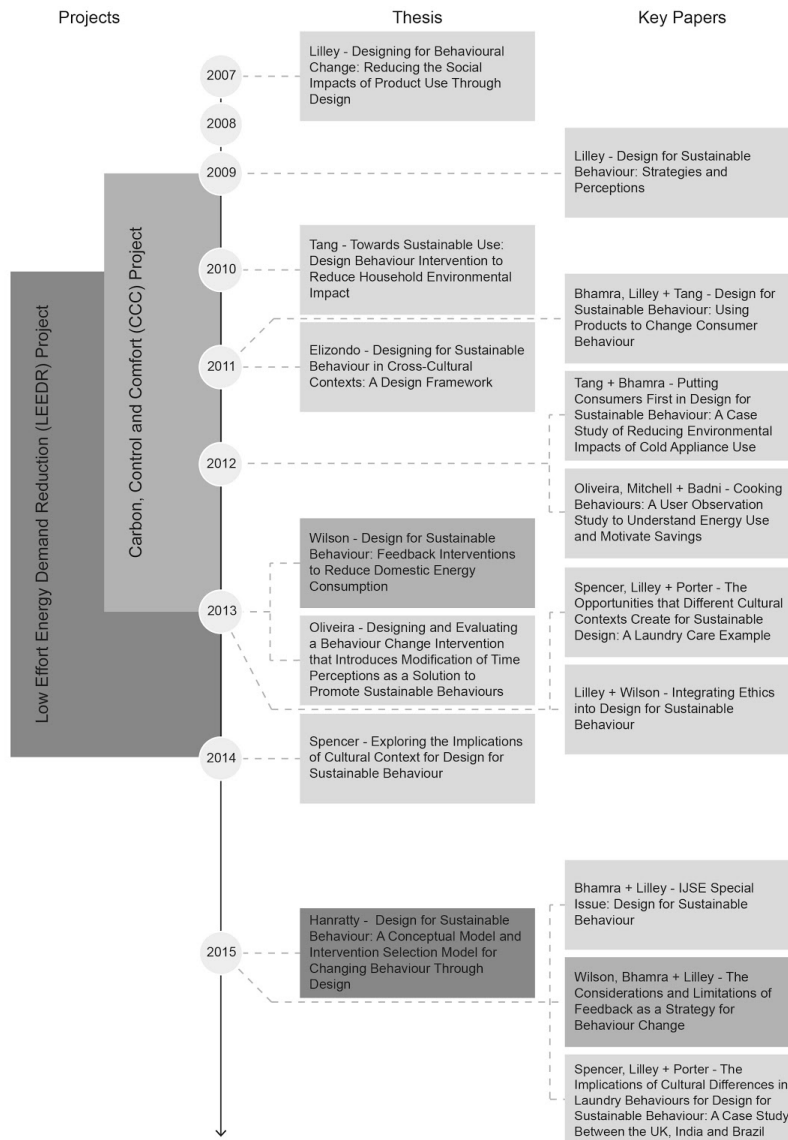 Projects
Thesis
Key Papers
2007
Lilley - Designing for Behavioural
Change: Reducing the Social
Impacts of Product Use Through
Design
2008
2009
Lilley - Design for Sustainable
Behaviour: Strategies and
Perceptions
Carbon, Control and Comfort (CCC) Project
Low Effort Energy Demand Reduction (LEEDR) Project
2010
Tang - Towards Sustainable Use:
Design Behaviour Intervention to
Reduce Household Environmental
Impact
Bhamra, Lilley + Tang - Design for
Sustainable Behaviour: Using
Products to Change Consumer
Behaviour
2011
Elizondo - Designing for Sustainable
Behaviour in Cross-Cultural
Contexts: A Design Framework
Tang + Bhamra - Putting
Consumers First in Design for
Sustainable Behaviour: A Case
Study of Reducing Environmental
Impacts of Cold Appliance Use
2012
Oliveira, Mitchell + Badni - Cooking
Behaviours: A User Observation
Study to Understand Energy Use
and Motivate Savings
Wilson - Design for Sustainable
Behaviour: Feedback Interventions
to Reduce Domestic Energy
Consumption
2013
Oliveira - Designing and Evaluating
a Behaviour Change Intervention
that Introduces Modification of Time
Perceptions as a Solution to
Promote Sustainable Behaviours
Spencer, Lilley + Porter - The
Opportunities that Different Cultural
Contexts Create for Sustainable
Design: A Laundry Care Example
Lilley + Wilson - Integrating Ethics
into Design for Sustainable
Behaviour
2014
Spencer - Exploring the Implications
of Cultural Context for Design for
Sustainable Behaviour
2015
Hanratty - Design for Sustainable
Behaviour: A Conceptual Model and
Intervention Selection Model for
Changing Behaviour Through
Design
Bhamra + Lilley - IJSE Special
Issue: Design for Sustainable
Behaviour
Wilson, Bhamra + Lilley - The
Considerations and Limitations of
Feedback as a Strategy for
Behaviour Change
Spencer, Lilley + Porter - The
Implications of Cultural Differences in
Laundry Behaviours for Design for
Sustainable Behaviour: A Case Study
Between the UK, India and Brazil